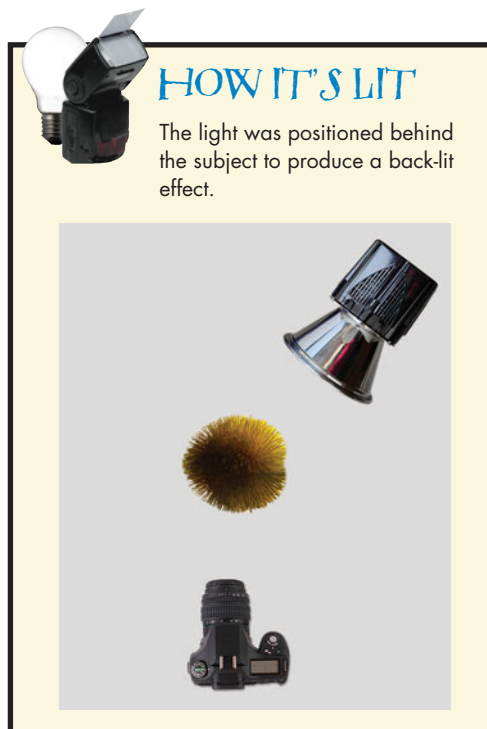 HOW IT'S LIT
The light was positioned behind
the subject to produce a back-lit
effect.